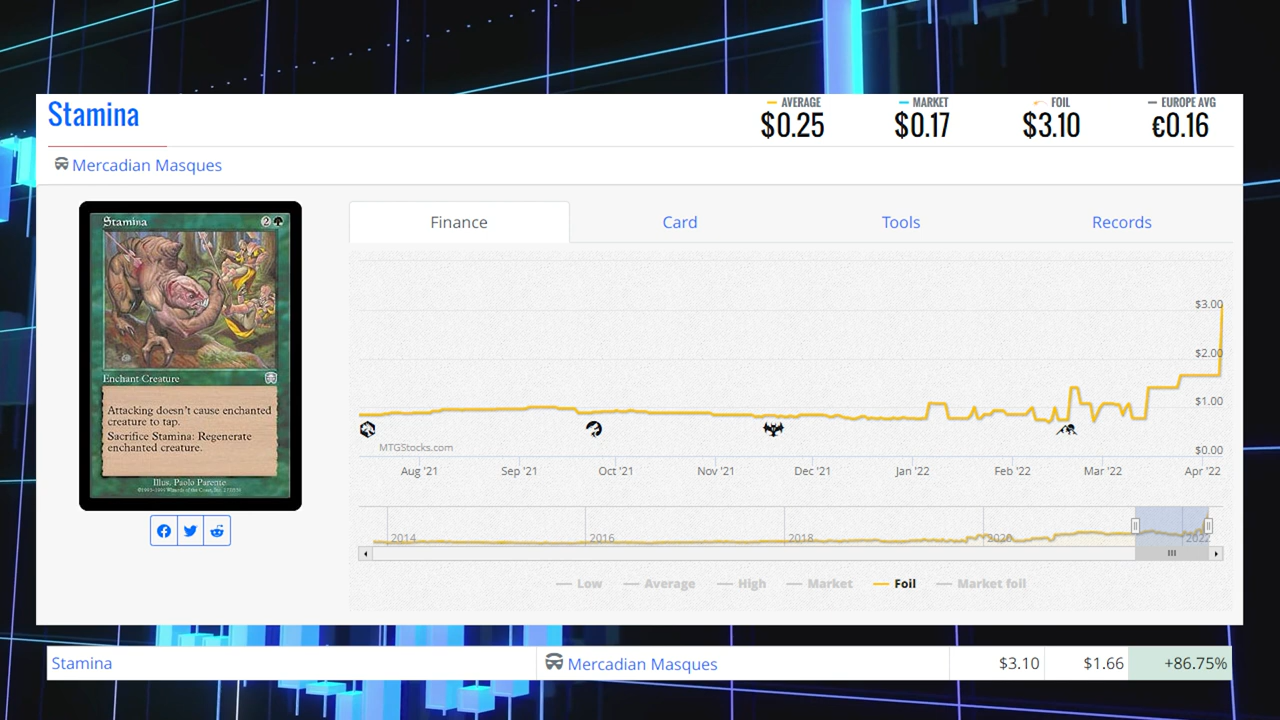 Stamina
AVERAGE
$0.25
MARKET
$0.17
FOIL
$3.10
EUROPE AVG
€0.16
Mercadian Masques
Stamina 2
Enchant Creature
Attacking doesn't cause enchanted
creature to tap.
Sacrifice Stamina: Regenerate
enchanted creature.
Illus. Paolo Parente
Finance
Card
Tools
Records
$3.00
$2.00
$1.00
$0.00
MTGStocks.com
Aug '21 Sep '21 Oct '21 Nov '21 Dec '21 Jan '22 Feb '22 Mar '22 Apr '22
2014 2016 2018 2020 2022
Low Average High Market Foil Market foil
Stamina Mercadian Masques $3.10 $1.66 +86.75%